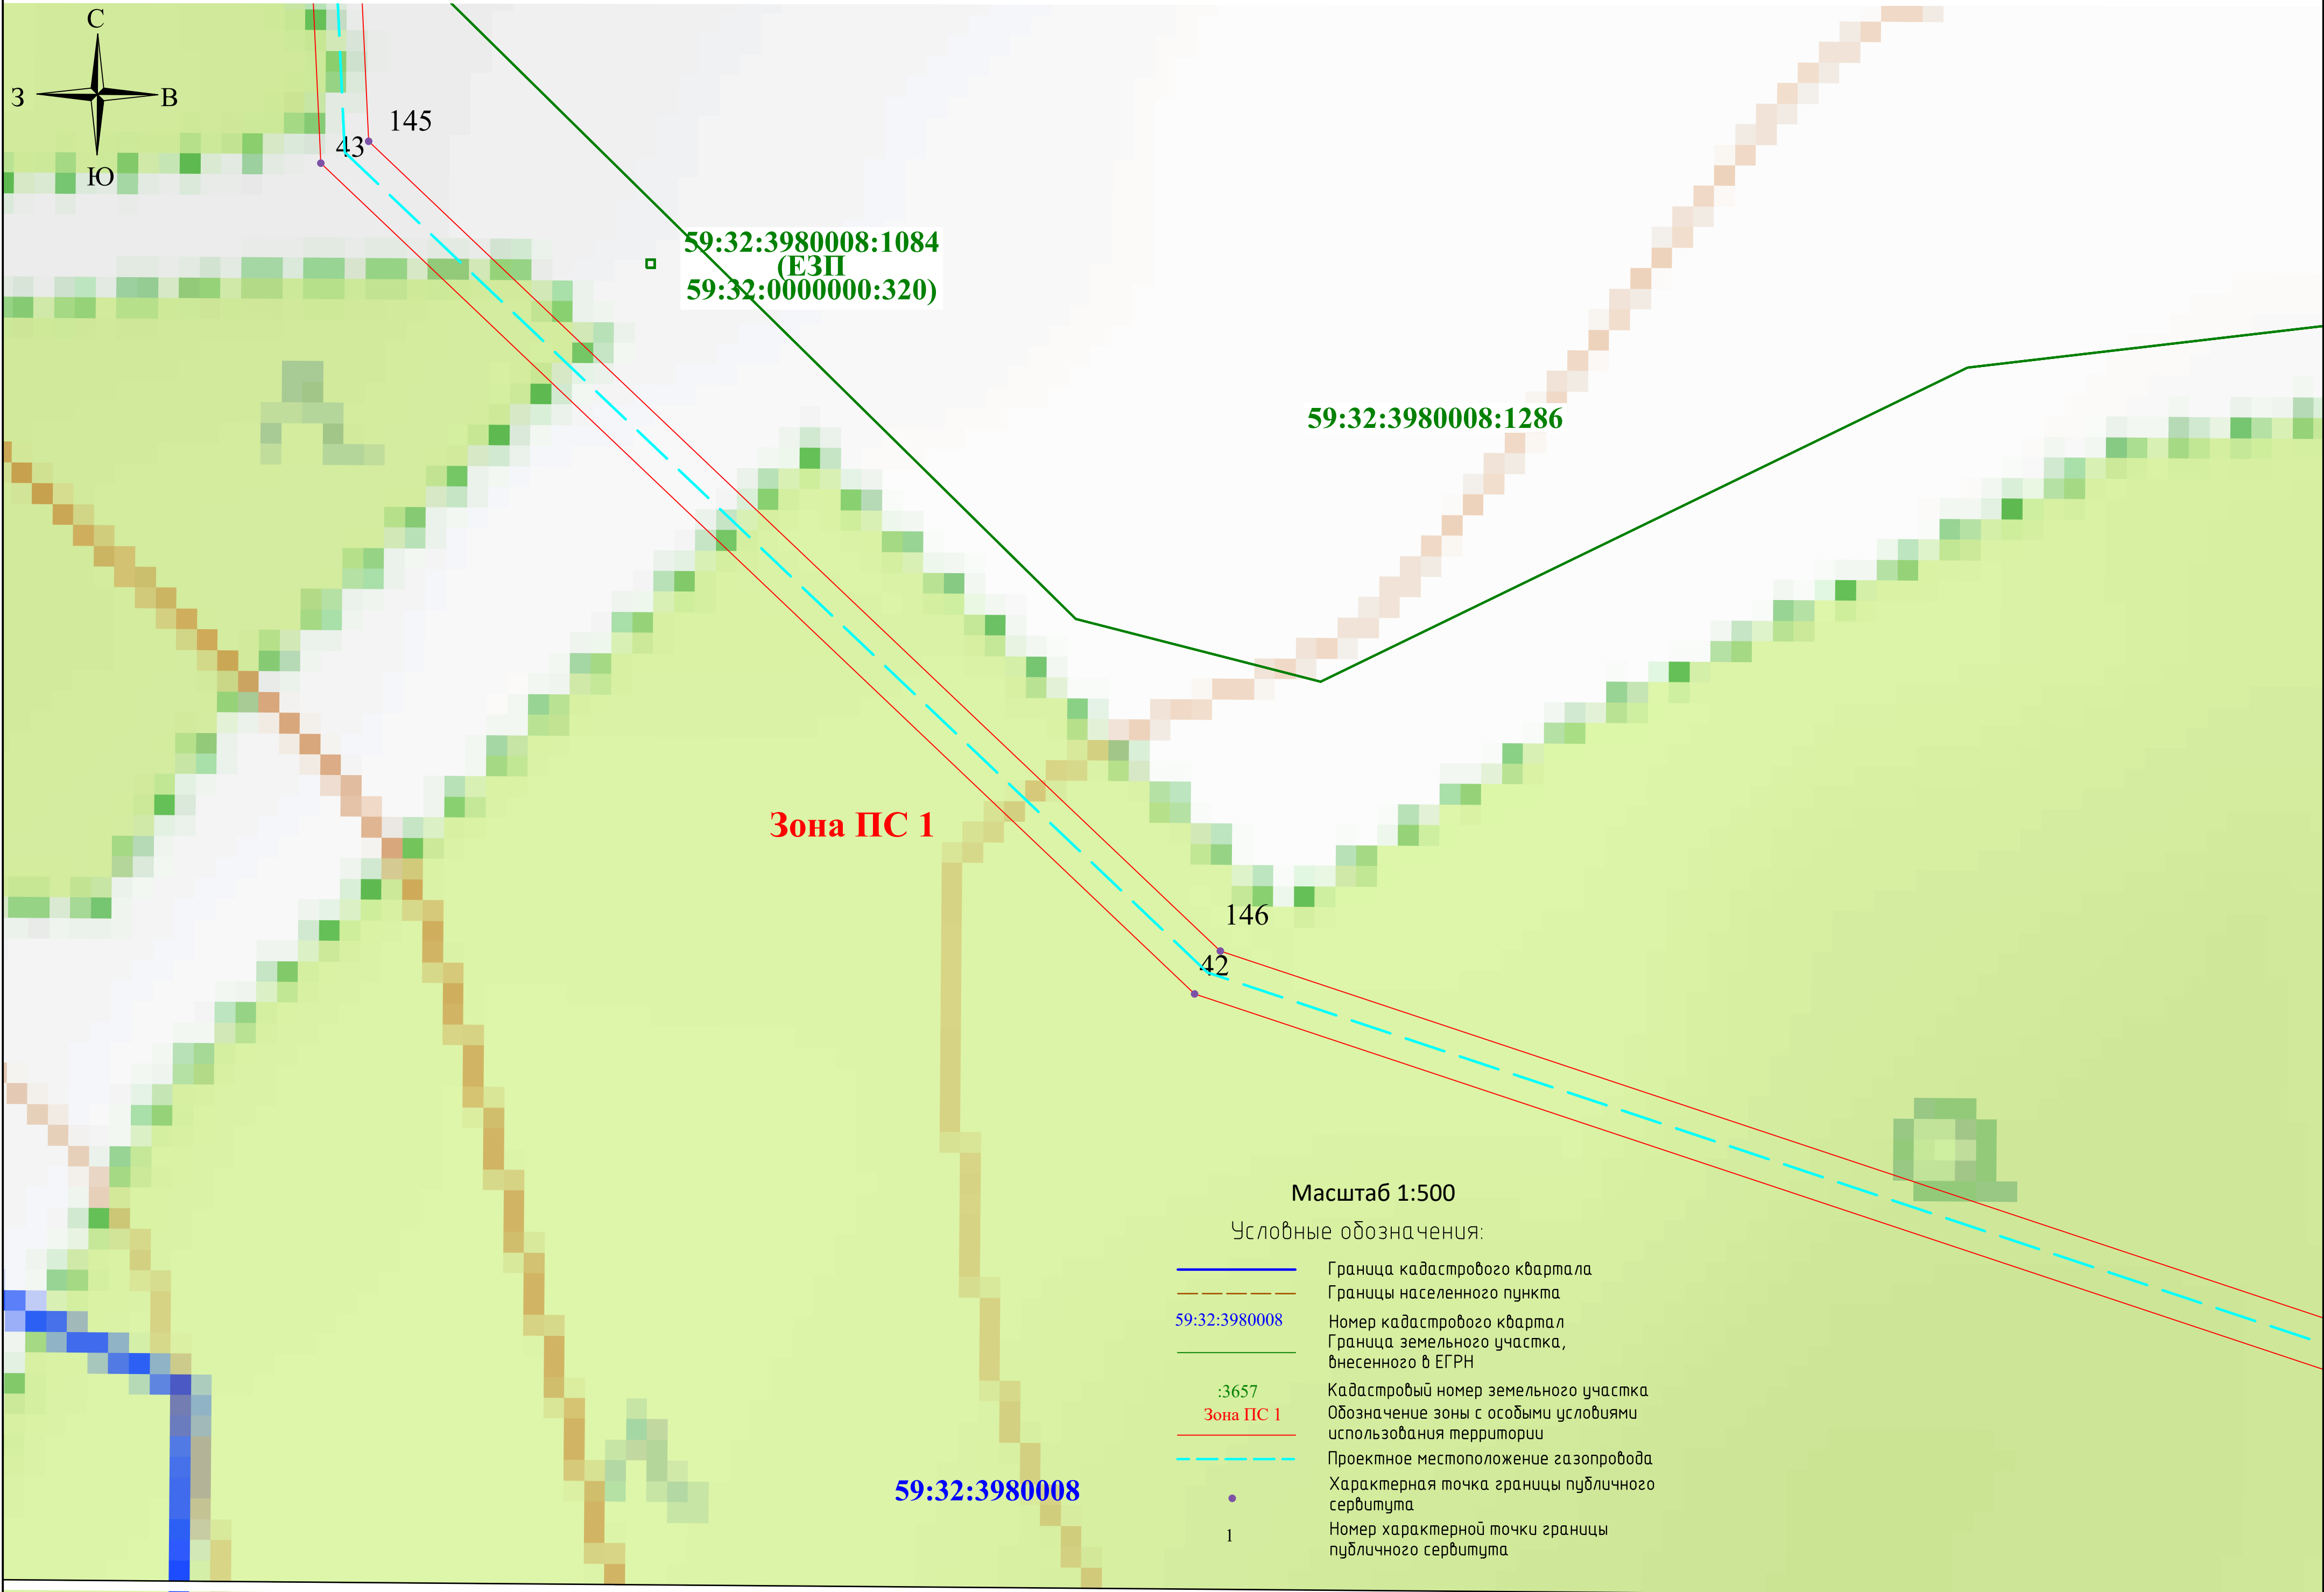 С
З
В
Ю
145
43
59:32:3980008:1084
(ЕЗП
59:32:0000000:320)
59:32:3980008:1286
Зона ПС 1
146
42
Масштаб 1:500
Условные обозначения:
Граница кадастрового квартала
Границы населенного пункта
59:32:3980008 Номер кадастрового квартал
Граница земельного участка,
внесенного в ЕГРН
:3657 Кадастровый номер земельного участка
Зона ПС 1 Обозначение зоны с особыми условиями
использования территории
Проектное местоположение газопровода
Характерная точка границы публичного
сервитута
1 Номер характерной точки границы
публичного сервитута
59:32:3980008